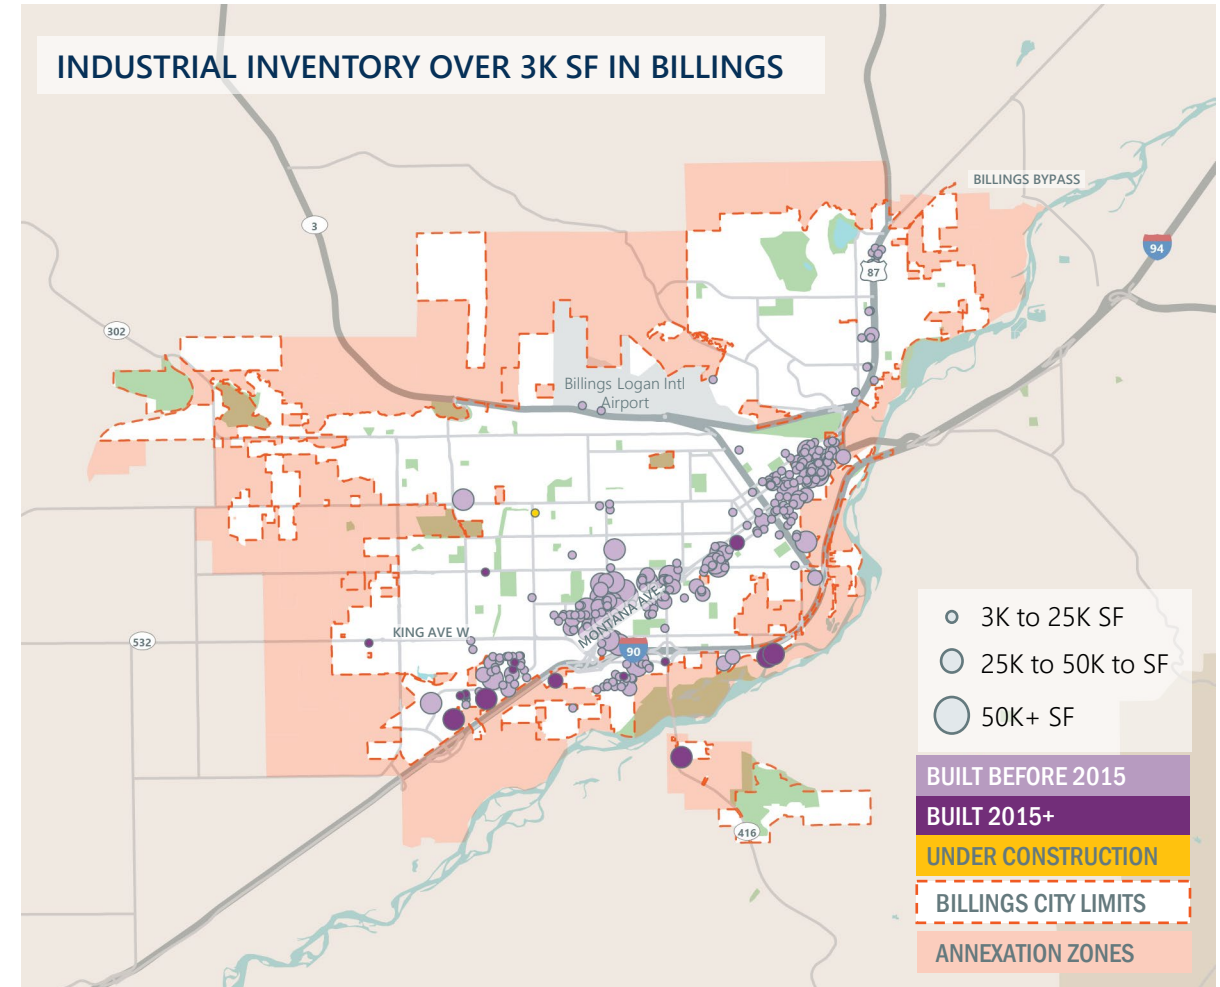 INDUSTRIAL INVENTORY OVER 3K SF IN BILLINGS
BILLINGS BYPASS
3
94
87
302
Billings Logan Intl
Airport
MONTANA AVE
KING AVE W
532
90
416
3K to 25K SF
25K to 50K to SF
50K+ SF
BUILT BEFORE 2015
BUILT 2015+
UNDER CONSTRUCTION
BILLINGS CITY LIMITS
ANNEXATION ZONES